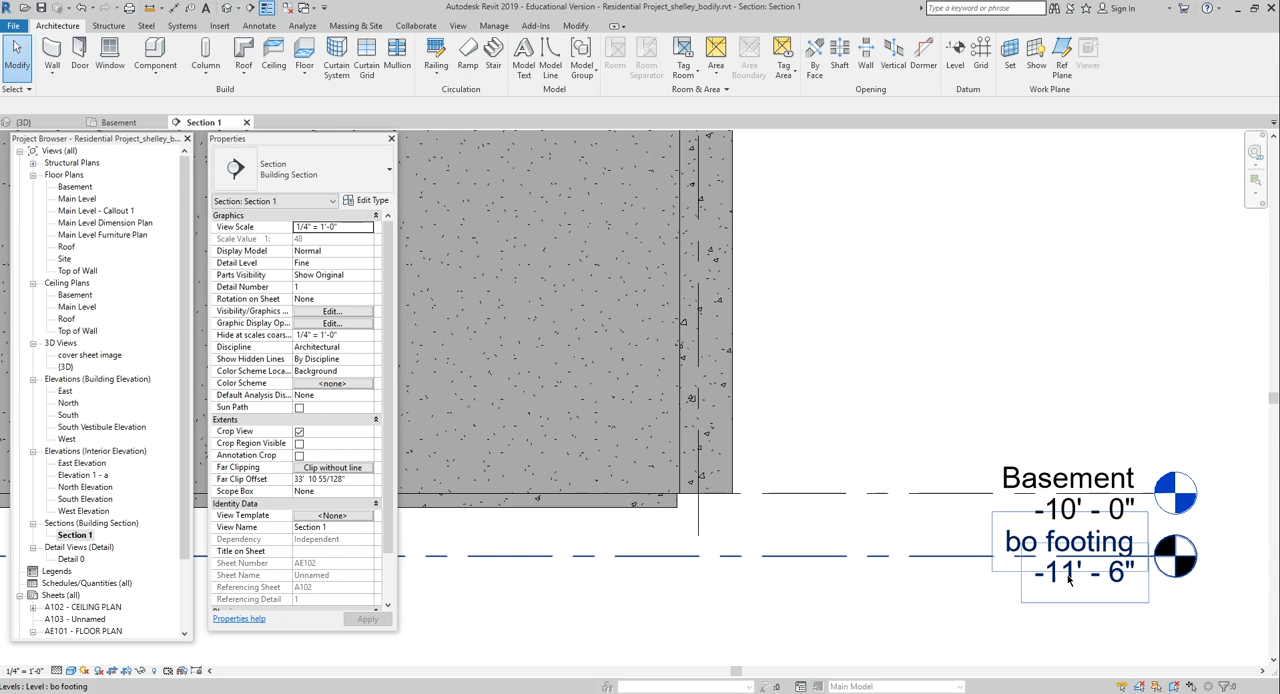 Autodesk Revit 2019 - Educational Version - Residential Project_shelley_bodily.rvt - Section: Section 1
Type a keyword or phrase
Sign In
File Architecture Structure Steel Systems Insert Annotate Analyze Massing & Site Collaborate View Manage Add-Ins Modify
Modify Wall Door Window Component Column Roof Ceiling Floor Curtain System Curtain Grid Mullion Railing Ramp Stair Model Text Model Line Model Group Room Room Separator Tag Room Area Area Boundary Tag Area By Face Shaft Wall Vertical Dormer Level Grid Set Show Ref Plane Viewer
Select Build Circulation Model Room & Area Opening Datum Work Plane
{3D} Basement Section 1
Project Browser - Residential Project_shelley_b...
Views (all)
Structural Plans
Floor Plans
Basement
Main Level
Main Level - Callout 1
Main Level Dimension Plan
Main Level Furniture Plan
Roof
Site
Top of Wall
Ceiling Plans
Basement
Main Level
Roof
Top of Wall
3D Views
cover sheet image
{3D}
Elevations (Building Elevation)
East
North
South
South Vestibule Elevation
West
Elevations (Interior Elevation)
East Elevation
Elevation 1 - a
North Elevation
South Elevation
West Elevation
Sections (Building Section)
Section 1
Detail Views (Detail)
Detail 0
Legends
Schedules/Quantities (all)
Sheets (all)
A102 - CEILING PLAN
A103 - Unnamed
AE101 - FLOOR PLAN
Properties
Section
Building Section
Section: Section 1 Edit Type
Graphics
View Scale 1/4" = 1'-0"
Scale Value 1: 48
Display Model Normal
Detail Level Fine
Parts Visibility Show Original
Detail Number 1
Rotation on Sheet None
Visibility/Graphics ... Edit...
Graphic Display Op... Edit...
Hide at scales coars... 1/4" = 1'-0"
Discipline Architectural
Show Hidden Lines By Discipline
Color Scheme Loca... Background
Color Scheme <none>
Default Analysis Dis... None
Sun Path
Extents
Crop View
Crop Region Visible
Annotation Crop
Far Clipping Clip without line
Far Clip Offset 33' 10 55/128"
Scope Box None
Identity Data
View Template <None>
View Name Section 1
Dependency Independent
Title on Sheet
Sheet Number AE102
Sheet Name Unnamed
Referencing Sheet A102
Referencing Detail 1
Properties help Apply
Basement
-10' - 0"
bo footing
-11' - 6"
1/4" = 1'-0"
Levels : Level : bo footing
:0 Main Model :0